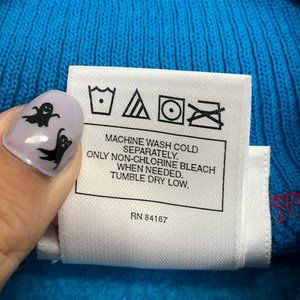 MACHINE WASH COLD
SEPARATELY.
ONLY NON-CHLORINE BLEACH
WHEN NEEDED.
TUMBLE DRY LOW.
RN 84167